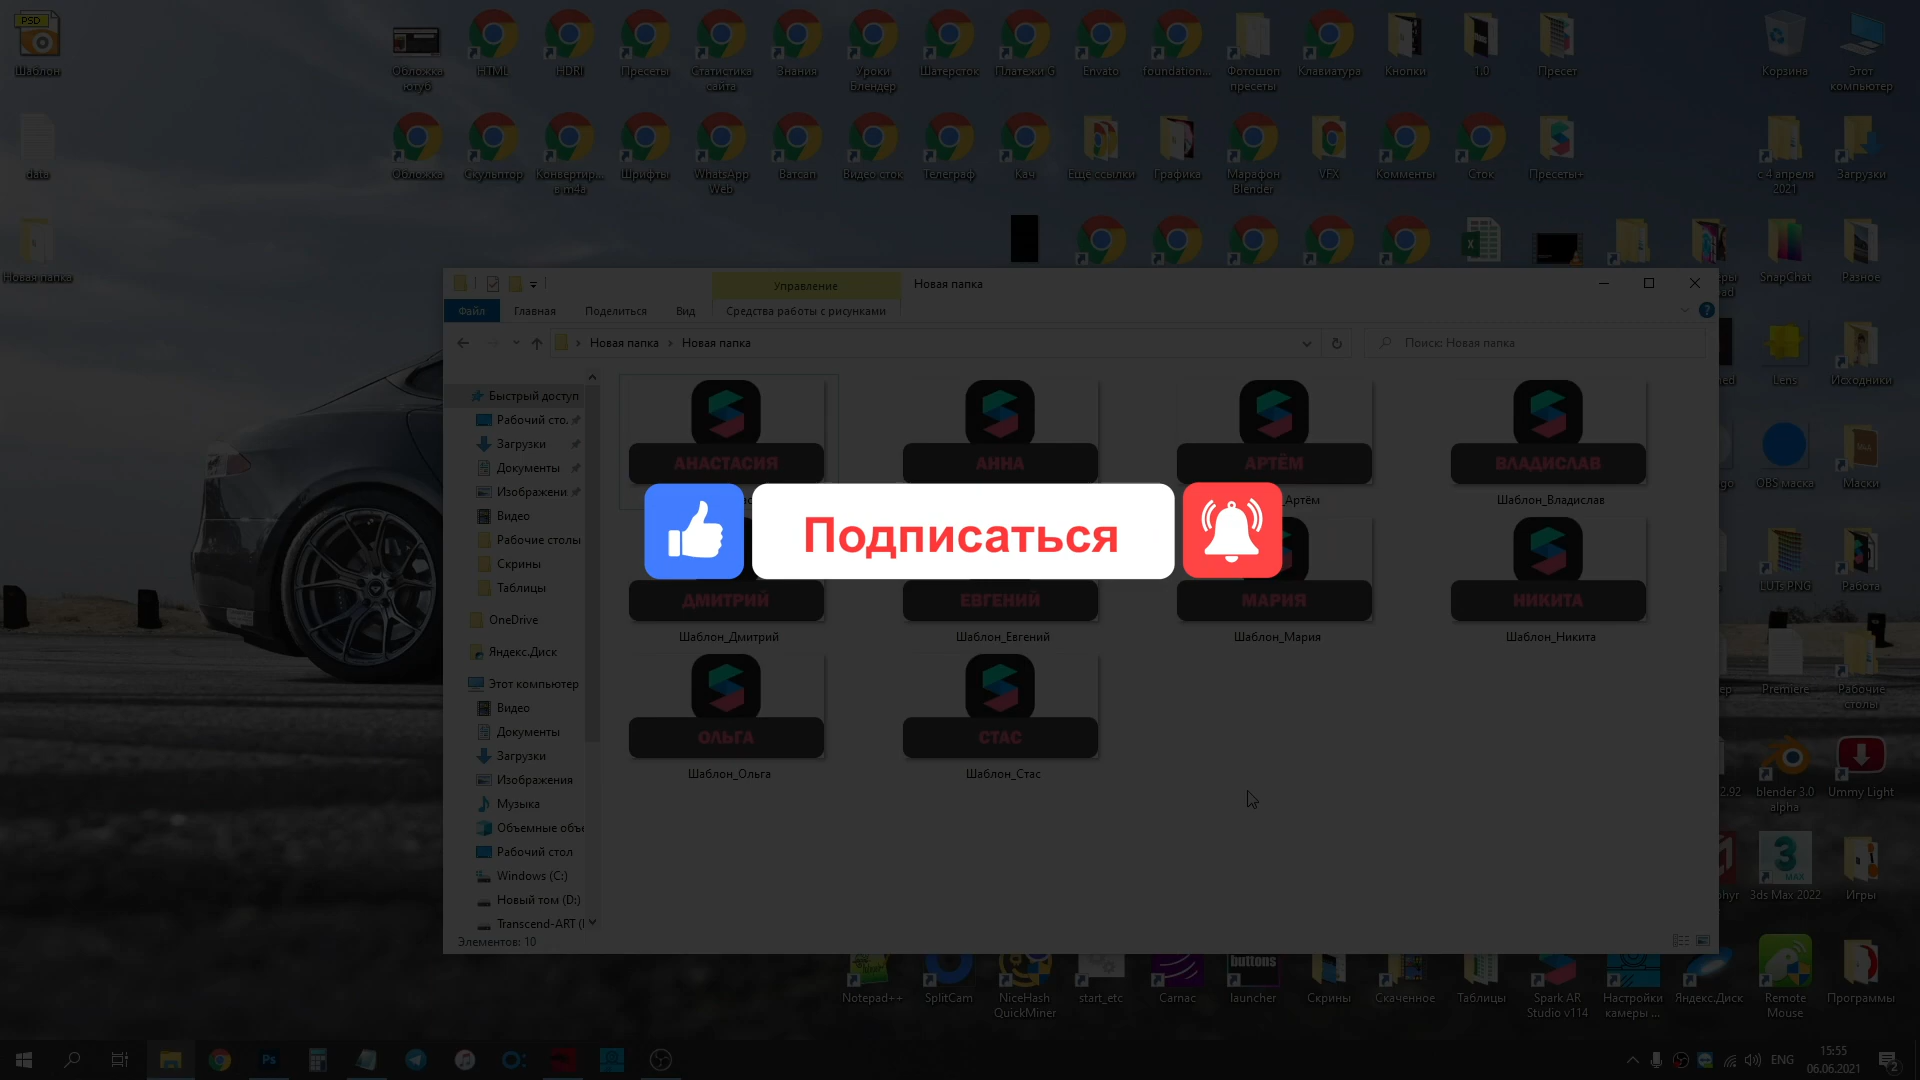 PSD
Шаблон
Обложка ютуб
HTML
HDRI
Пресеты
Статистика сайта
Знания
Уроки Блендер
Шатерсток
Платежи G
Envato
foundation...
Фотошоп пресеты
Клавиатура
Кнопки
1.0
Пресет
Корзина
Этот компьютер
data
Обложка
Скульптор
Конвертир... в m4a
Шрифты
WhatsApp Web
Ватсап
Видео сток
Телеграф
Кач
Ещё ссылки
Графика
Марафон Blender
VFX
Комменты
Сток
Пресеты+
с 4 апреля 2021
Загрузки
Новая папка
SnapChat
Разное
Управление
Новая папка
Файл
Главная
Поделиться
Вид
Средства работы с рисунками
Новая папка
Новая папка
Поиск: Новая папка
Lens
Исходники
Быстрый доступ
Рабочий сто.
Загрузки
Документы
Изображени
Видео
Рабочие столы
Скрины
Таблицы
OneDrive
Яндекс.Диск
Этот компьютер
Видео
Документы
Загрузки
Изображения
Музыка
Объемные объе
Рабочий стол
Windows (C:)
Новый том (D:)
Transcend-ART (I
АНАСТАСИЯ
АННА
АРТЁМ
ВЛАДИСЛАВ
Артём
Шаблон_Владислав
Подписаться
ДМИТРИЙ
ЕВГЕНИЙ
МАРИЯ
НИКИТА
Шаблон_Дмитрий
Шаблон_Евгений
Шаблон_Мария
Шаблон_Никита
ОЛЬГА
СТАС
Шаблон_Ольга
Шаблон_Стас
Элементов: 10
OBS маска
Маски
LUTs PNG
Работа
Premiere
Рабочие столы
2.92
blender 3.0 alpha
Ummy Light
3ds Max 2022
Игры
Notepad++
SplitCam
NiceHash QuickMiner
start_etc
Carnac
buttons
launcher
Скрины
Скаченное
Таблицы
Spark AR Studio v114
Настройки камеры ...
Яндекс.Диск
Remote Mouse
Программы
Ps
ENG
15:55
06.06.2021
2